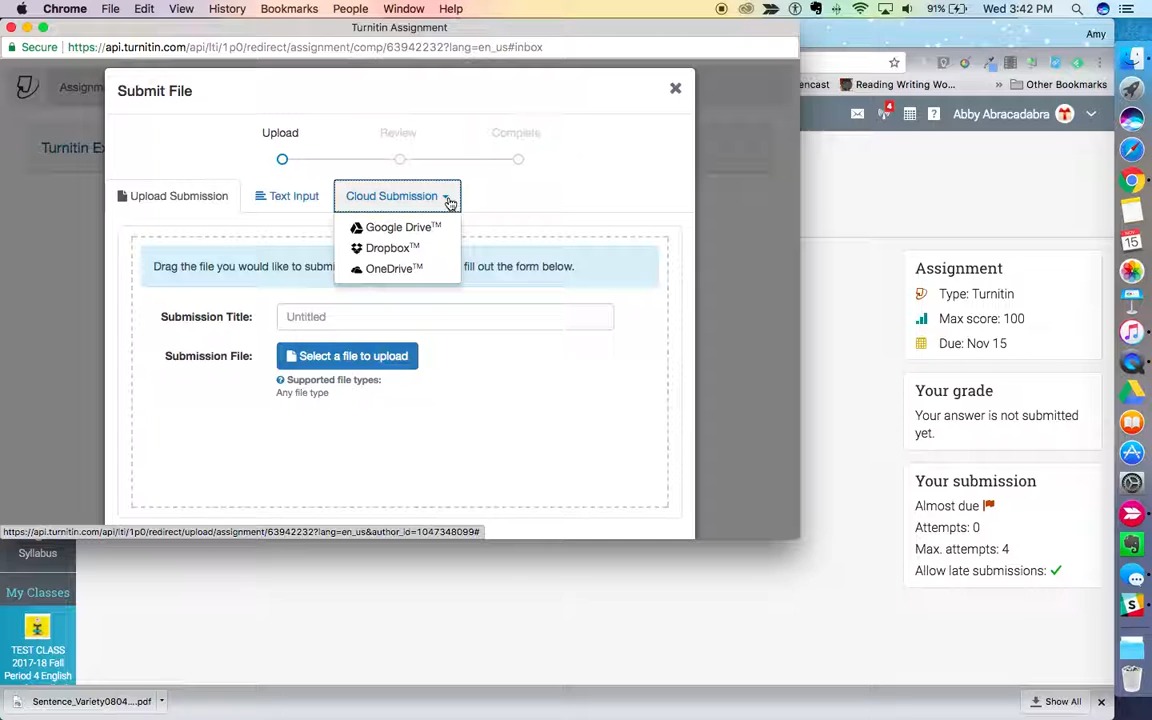 Chrome File Edit View History Bookmarks People Window Help
91% Wed 3:42 PM
Turnitin Assignment
Secure https://api.turnitin.com/api/lti/1p0/redirect/assignment/comp/63942232?lang=en_us#inbox
Amy
encast Reading Writing Wo... » Other Bookmarks
Assignm
Submit File
4 Abby Abracadabra
Turnitin Ex
Upload Review Complete
Upload Submission Text Input Cloud Submission
Google Drive™
Dropbox™
OneDrive™
Drag the file you would like to submi fill out the form below.
Submission Title: Untitled
Submission File: Select a file to upload
Supported file types:
Any file type
Assignment
Type: Turnitin
Max score: 100
Due: Nov 15
Your grade
Your answer is not submitted
yet.
Your submission
Almost due
Attempts: 0
Max. attempts: 4
Allow late submissions:
https://api.turnitin.com/api/lti/1p0/redirect/upload/assignment/63942232?lang=en_us&author_id=1047348099#
Syllabus
My Classes
TEST CLASS
2017-18 Fall
Period 4 English
Sentence_Variety0804....pdf
Show All
15